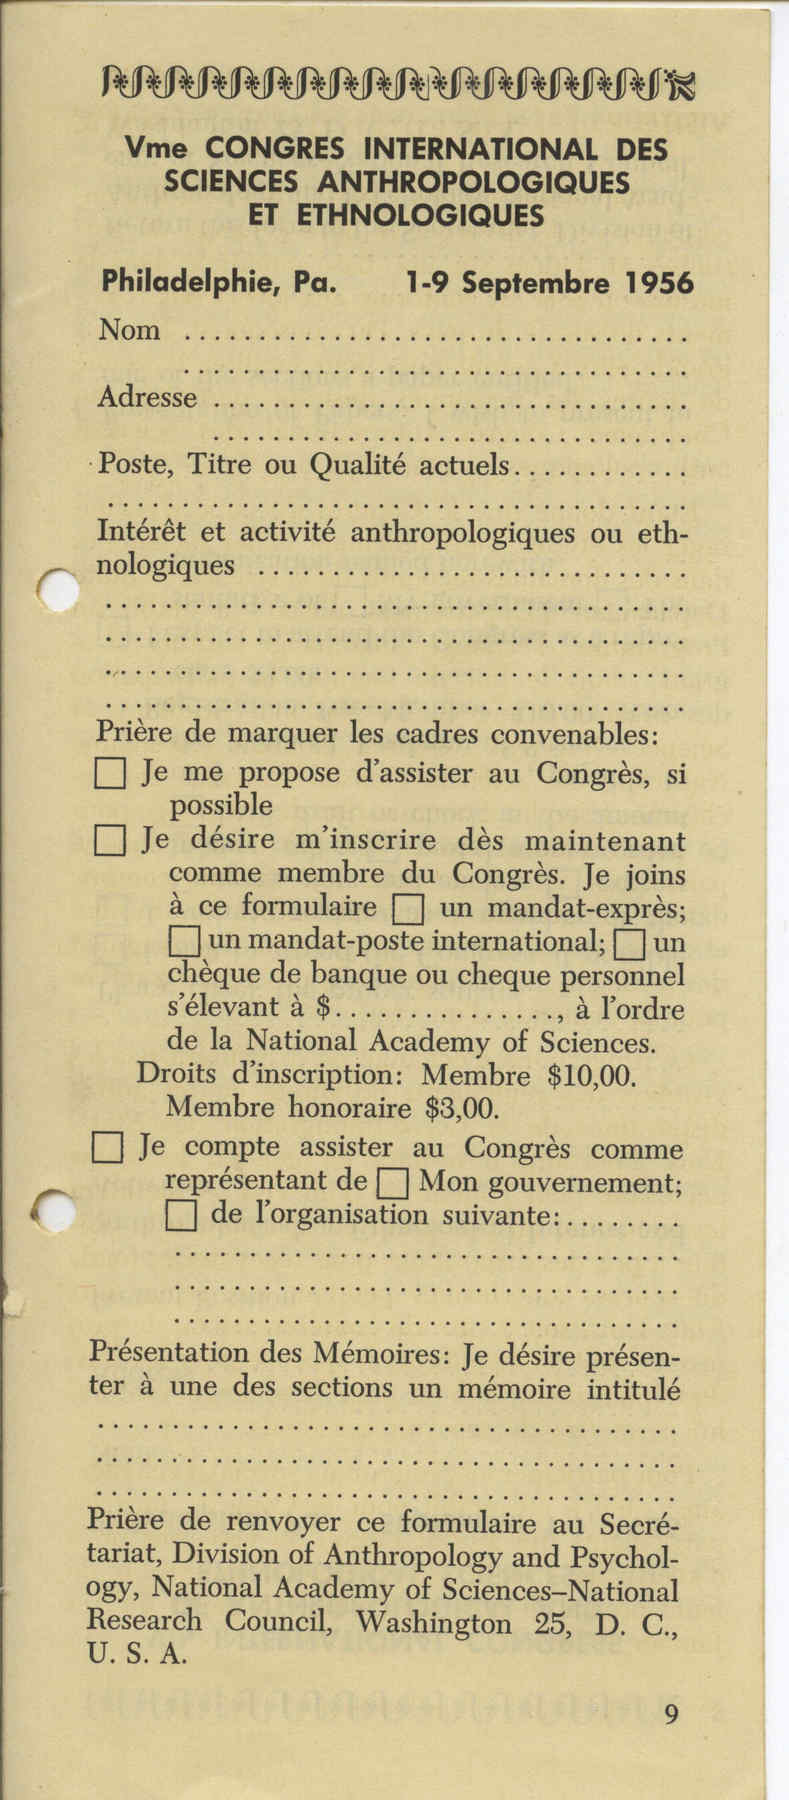 Vme CONGRES INTERNATIONAL DES
SCIENCES ANTHROPOLOGIQUES
ET ETHNOLOGIQUES
Philadelphie, Pa. 1-9 Septembre 1956
Nom ..................................
..................................
Adresse ................................
................................
Poste, Titre ou Qualité actuels............
.......................................
Intérêt et activité anthropologiques ou eth-
nologiques .............................
.......................................
.......................................
.......................................
.......................................
Prière de marquer les cadres convenables:
☐ Je me propose d'assister au Congrès, si
possible
☐ Je désire m'inscrire dès maintenant
comme membre du Congrès. Je joins
à ce formulaire ☐ un mandat-exprès;
☐ un mandat-poste international; ☐ un
chèque de banque ou cheque personnel
s'élevant à $..............., à l'ordre
de la National Academy of Sciences.
Droits d'inscription: Membre $10,00.
Membre honoraire $3,00.
☐ Je compte assister au Congrès comme
représentant de ☐ Mon gouvernement;
☐ de l'organisation suivante:........
..................................
..................................
..................................
Présentation des Mémoires: Je désire présen-
ter à une des sections un mémoire intitulé
.......................................
.......................................
.......................................
Prière de renvoyer ce formulaire au Secré-
tariat, Division of Anthropology and Psychol-
ogy, National Academy of Sciences–National
Research Council, Washington 25, D. C.,
U. S. A.
9